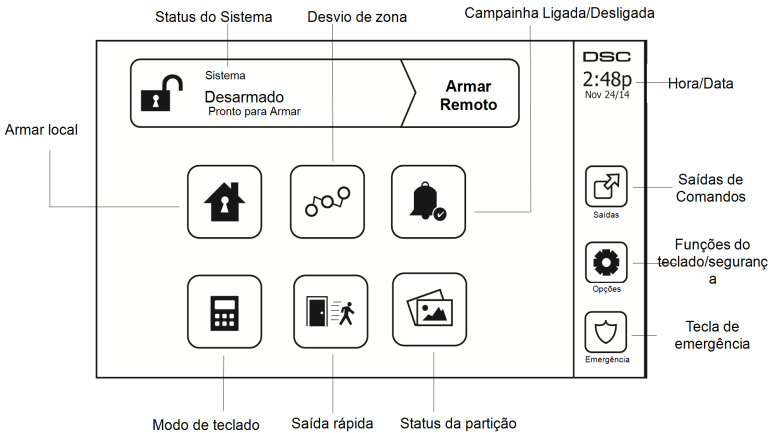 Status do Sistema
Desvio de zona
Campainha Ligada/Desligada
Sistema
Desarmado
Pronto para Armar
Armar
Remoto
DSC
2:48p
Nov 24/14
Hora/Data
Armar local
Saídas
Saídas de
Comandos
Opções
Funções do
teclado/seguranç
a
Emergência
Tecla de
emergência
Modo de teclado
Saída rápida
Status da partição